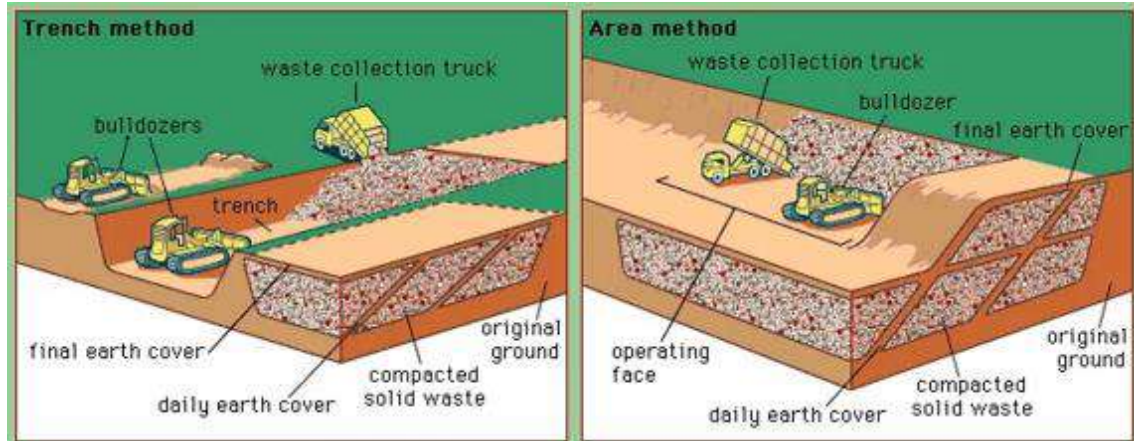 Trench method
waste collection truck
bulldozers
trench
final earth cover
daily earth cover
compacted
solid waste
original
ground
Area method
waste collection truck
bulldozer
final earth cover
operating
face
daily earth cover
compacted
solid waste
original
ground